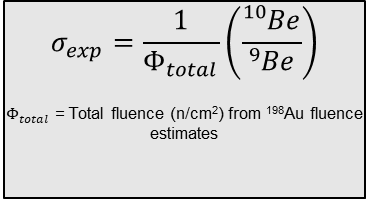 σ_exp = 1/Φ_total (¹⁰Be/⁹Be)
Φ_total = Total fluence (n/cm²) from ¹⁹⁸Au fluence
estimates